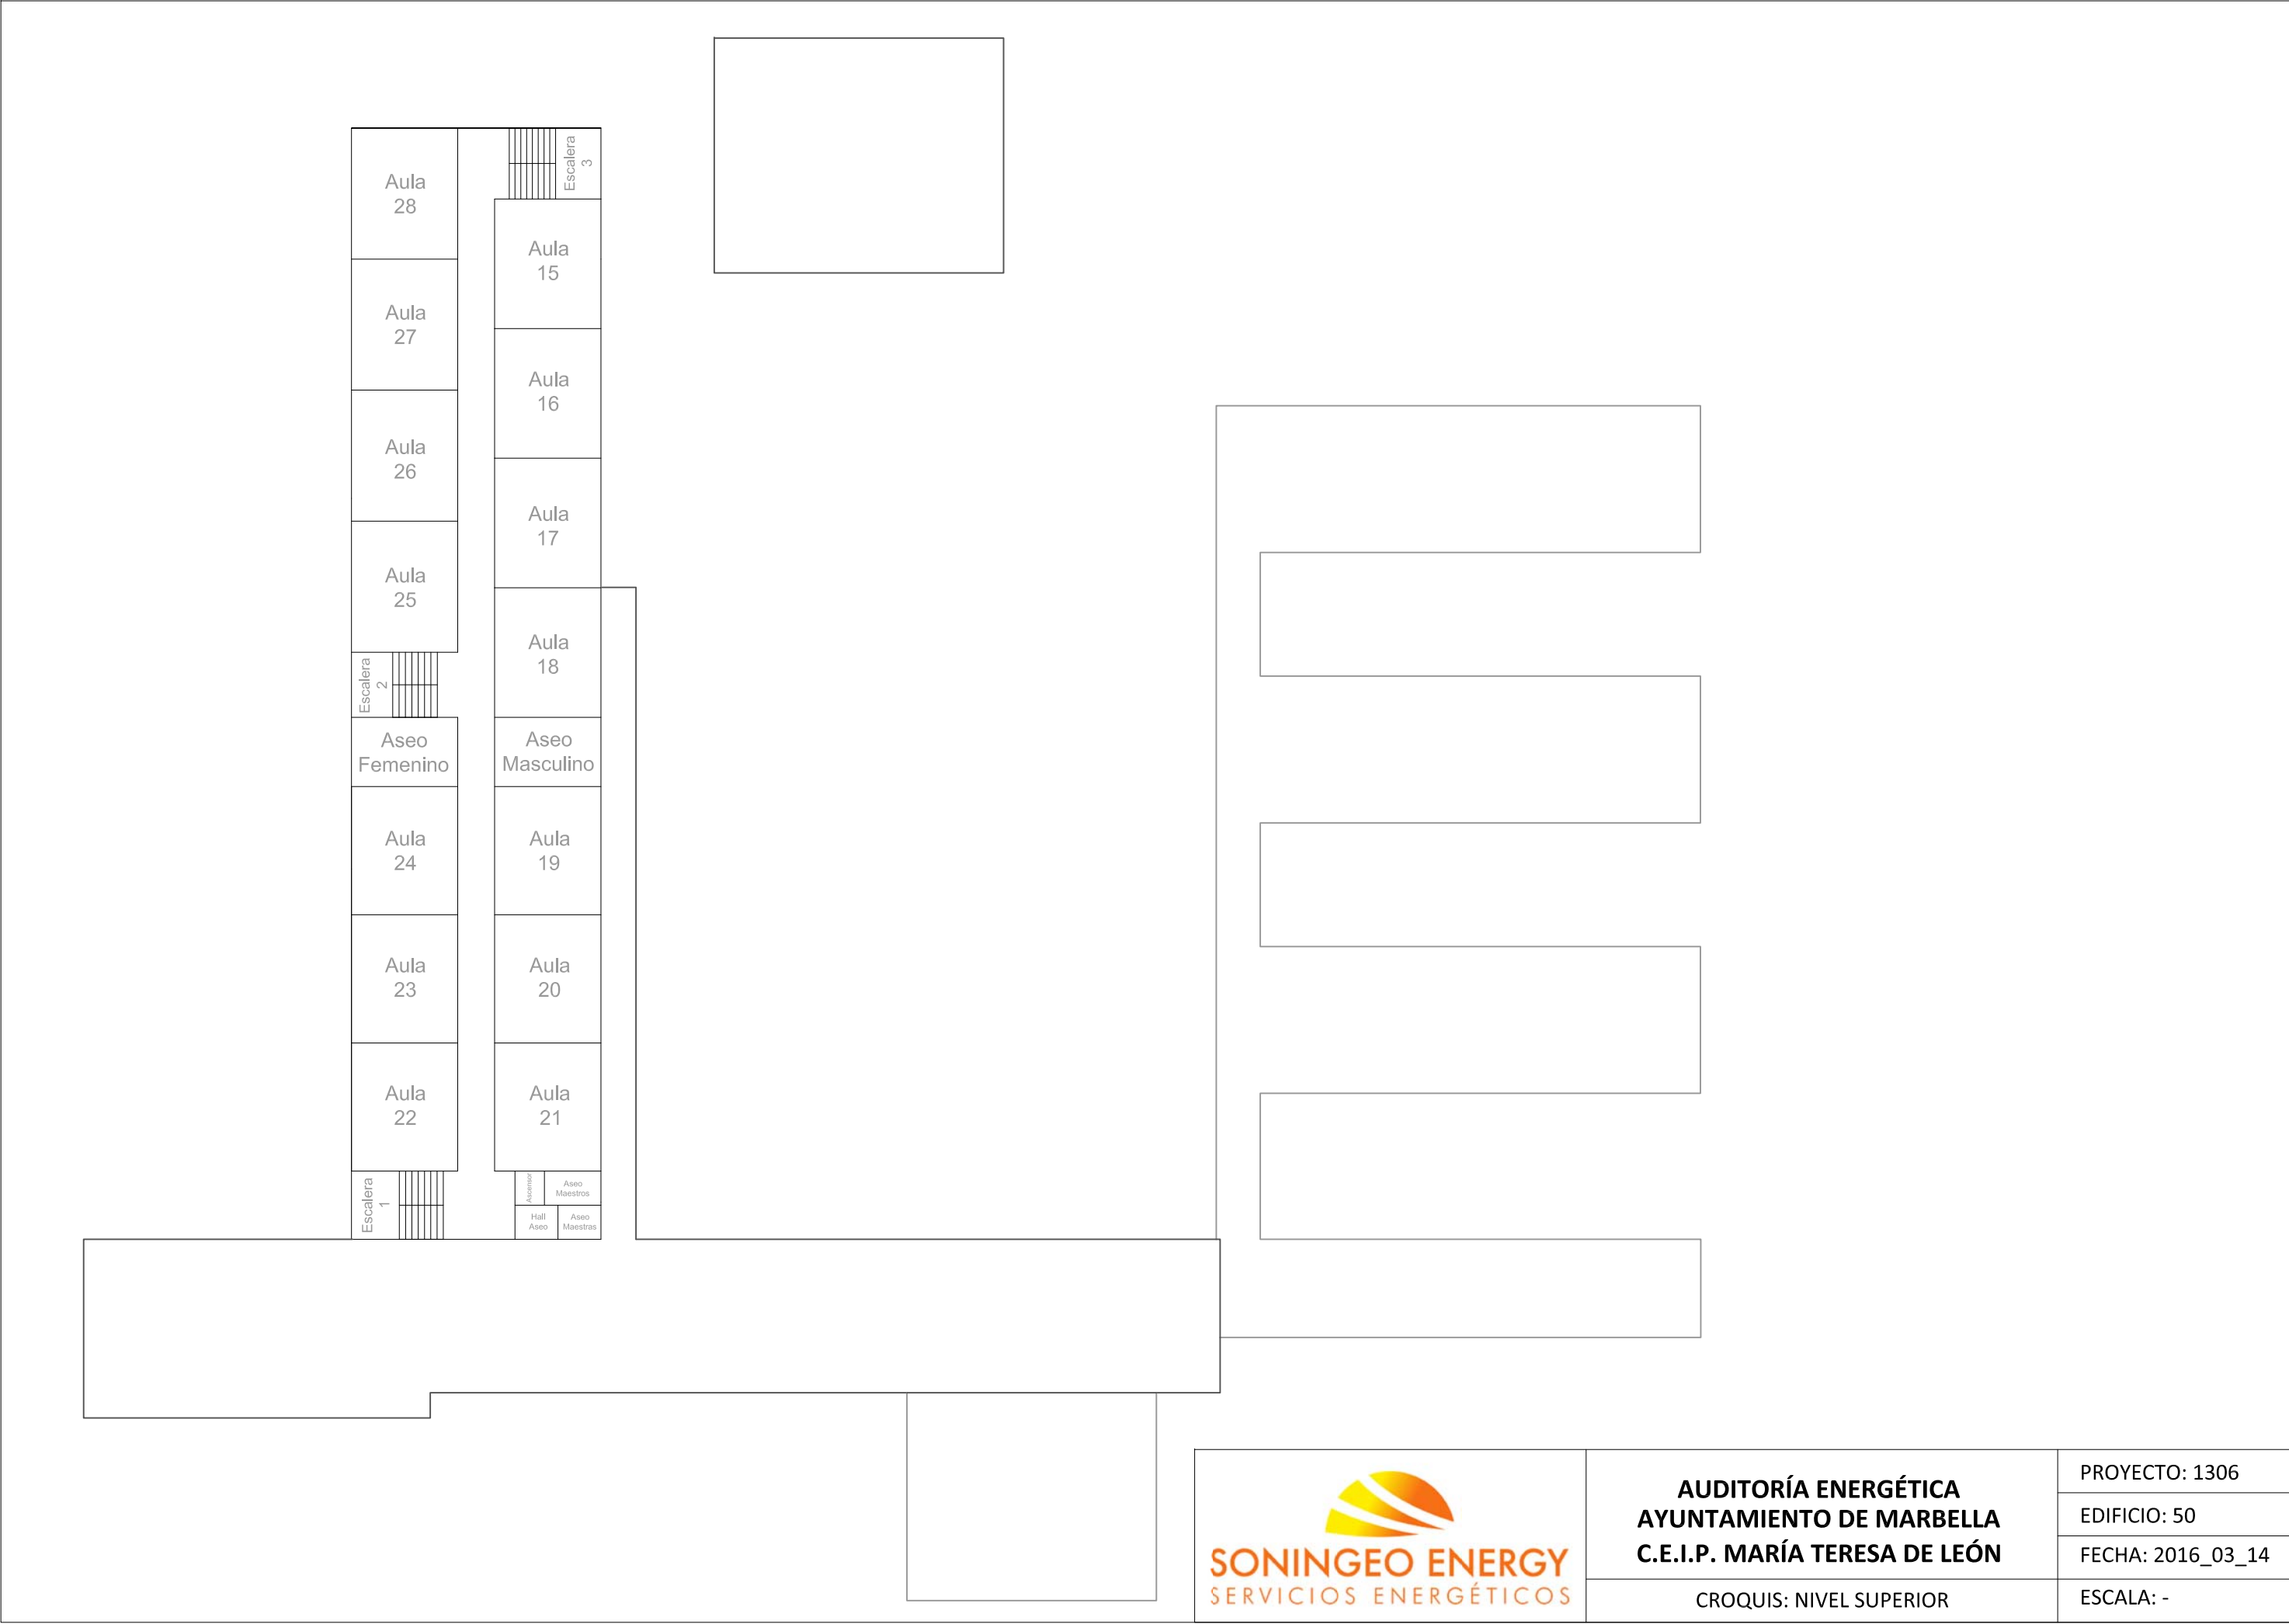 Escalera
3
Aula
28
Aula
15
Aula
27
Aula
16
Aula
26
Aula
17
Aula
25
Aula
18
Escalera
2
Aseo
Femenino
Aseo
Masculino
Aula
24
Aula
19
Aula
23
Aula
20
Aula
22
Aula
21
Escalera
1
Ascensor
Aseo
Maestros
Hall
Aseo
Aseo
Maestras
SONINGEO ENERGY
SERVICIOS ENERGÉTICOS
AUDITORÍA ENERGÉTICA
AYUNTAMIENTO DE MARBELLA
C.E.I.P. MARÍA TERESA DE LEÓN
CROQUIS: NIVEL SUPERIOR
PROYECTO: 1306
EDIFICIO: 50
FECHA: 2016_03_14
ESCALA: -